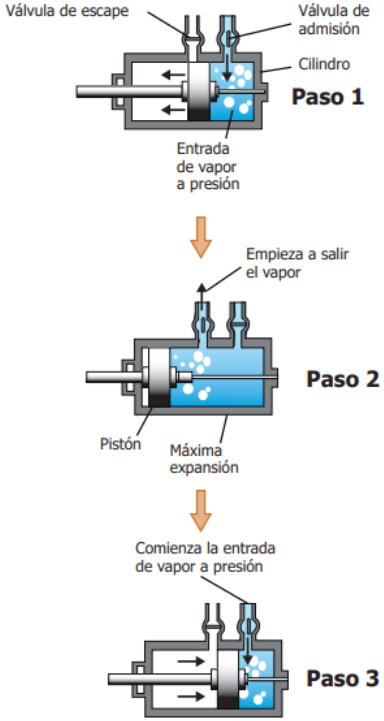 Válvula de escape
Válvula de
admisión
Cilindro
Paso 1
Entrada
de vapor
a presión
Empieza a salir
el vapor
Paso 2
Pistón
Máxima
expansión
Comienza la entrada
de vapor a presión
Paso 3